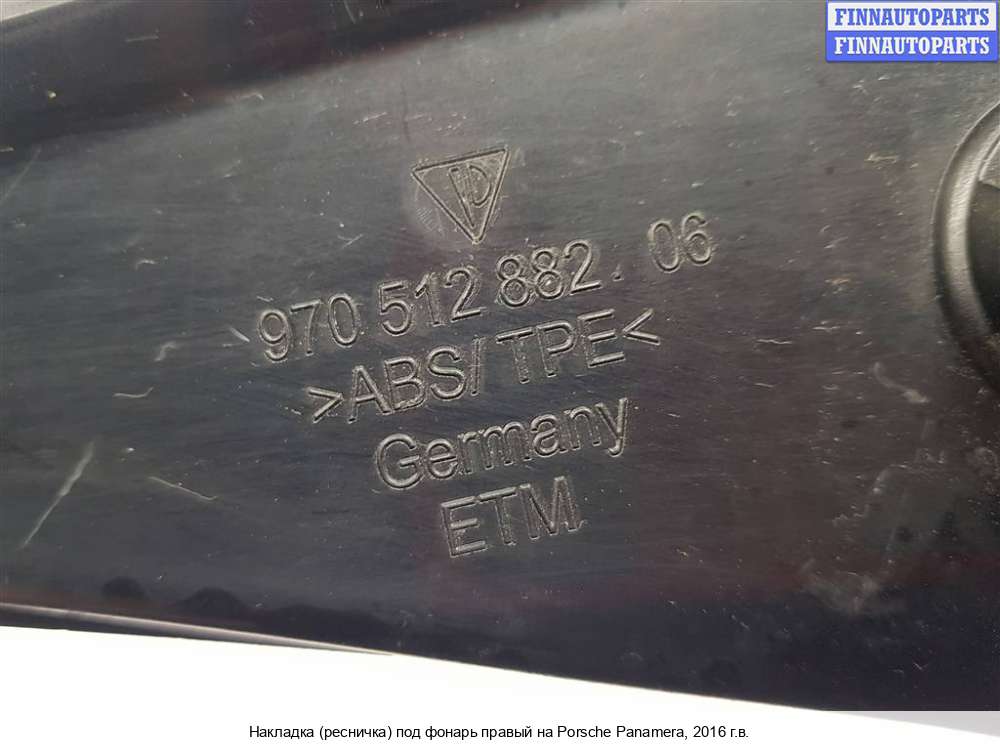 FINNAUTOPARTS
FINNAUTOPARTS
970 512 882. 06
>ABS/ TPE<
Germany
ETM
Накладка (ресничка) под фонарь правый на Porsche Panamera, 2016 г.в.